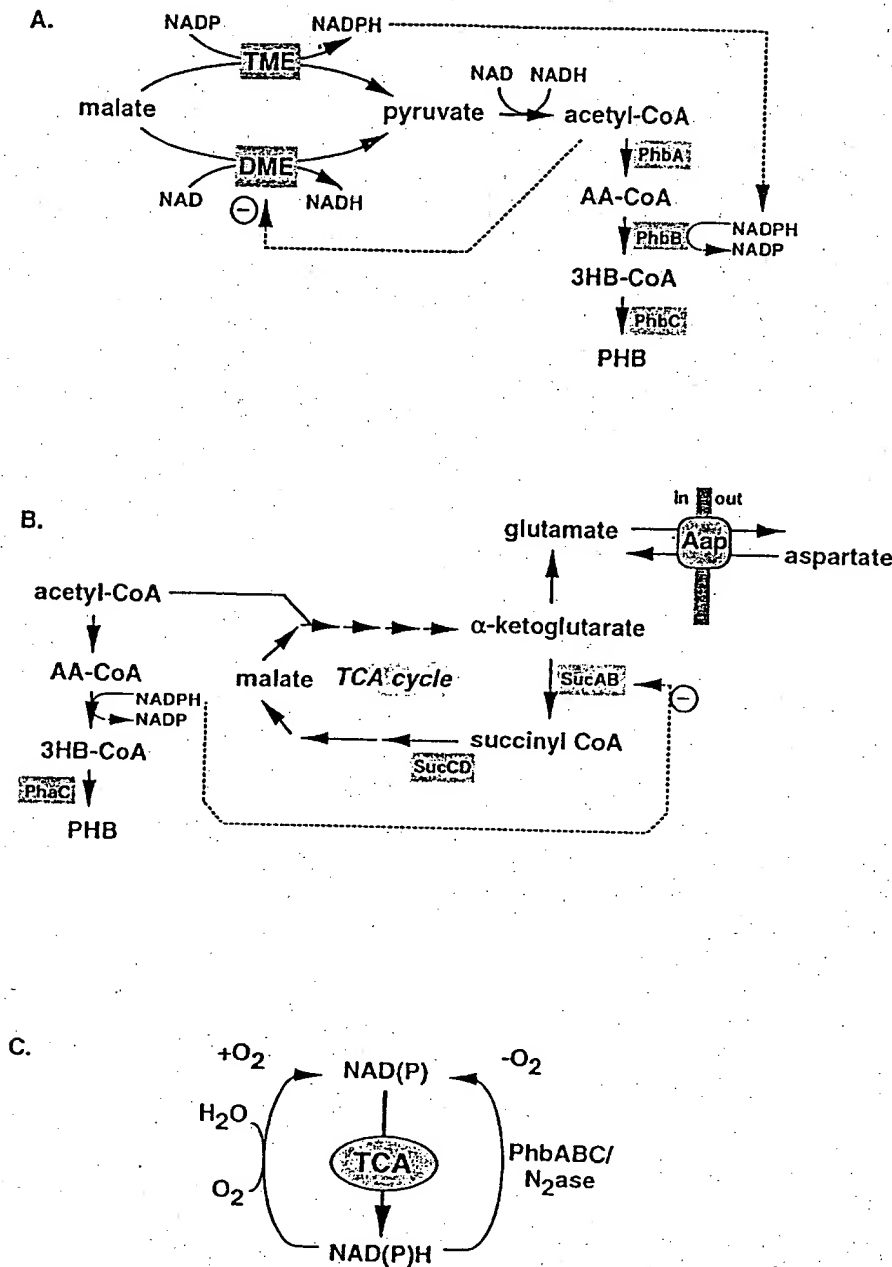 A.
NADP NADPH
TME
NAD NADH
malate pyruvate acetyl-CoA
PhbA
DME
NAD NADH
−
AA-CoA
PhbB
NADPH
NADP
3HB-CoA
PhbC
PHB
B.
in out
glutamate
Aap
aspartate
acetyl-CoA
α-ketoglutarate
AA-CoA
malate TCA cycle
SucAB
−
NADPH
NADP
3HB-CoA
succinyl CoA
SucCD
PhaC
PHB
C.
+O₂
NAD(P)
-O₂
H₂O
TCA
PhbABC/
N₂ase
O₂
NAD(P)H